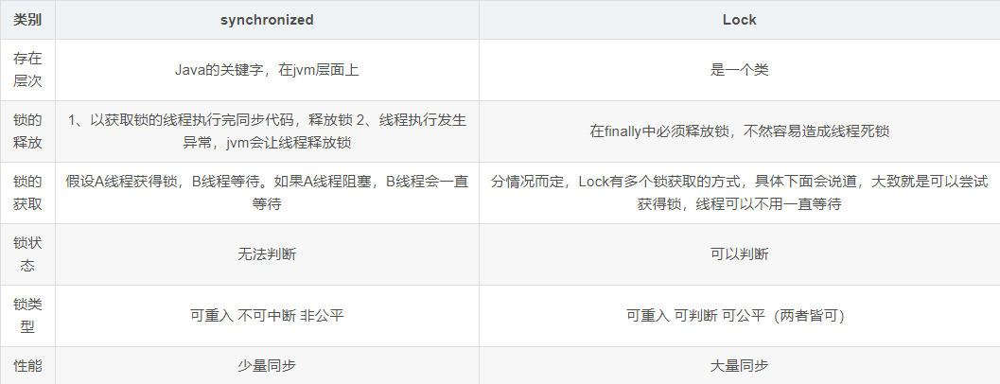 类别 synchronized Lock
存在
层次
Java的关键字，在jvm层面上
是一个类
锁的
释放
1、以获取锁的线程执行完同步代码，释放锁 2、线程执行发生
异常，jvm会让线程释放锁
在finally中必须释放锁，不然容易造成线程死锁
锁的
获取
假设A线程获得锁，B线程等待。如果A线程阻塞，B线程会一直
等待
分情况而定，Lock有多个锁获取的方式，具体下面会说道，大致就是可以尝试
获得锁，线程可以不用一直等待
锁状
态
无法判断
可以判断
锁类
型
可重入 不可中断 非公平
可重入 可判断 可公平（两者皆可）
性能 少量同步 大量同步